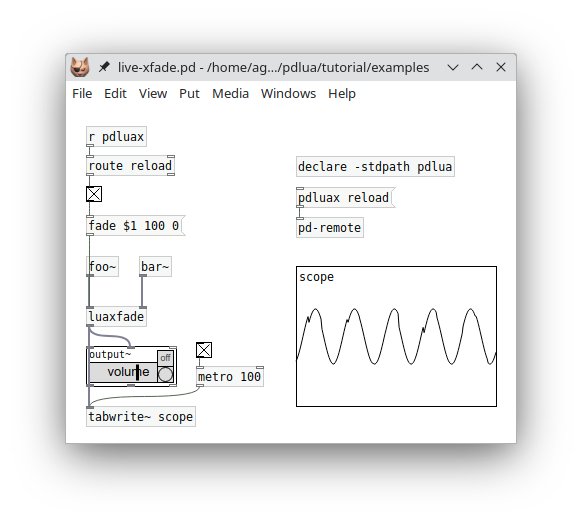 live-xfade.pd - /home/ag.../pdlua/tutorial/examples
File Edit View Put Media Windows Help
r pdluax
route reload
fade $1 100 0
foo~ bar~
luaxfade
output~
off
volume
metro 100
tabwrite~ scope
declare -stdpath pdlua
pdluax reload
pd-remote
scope